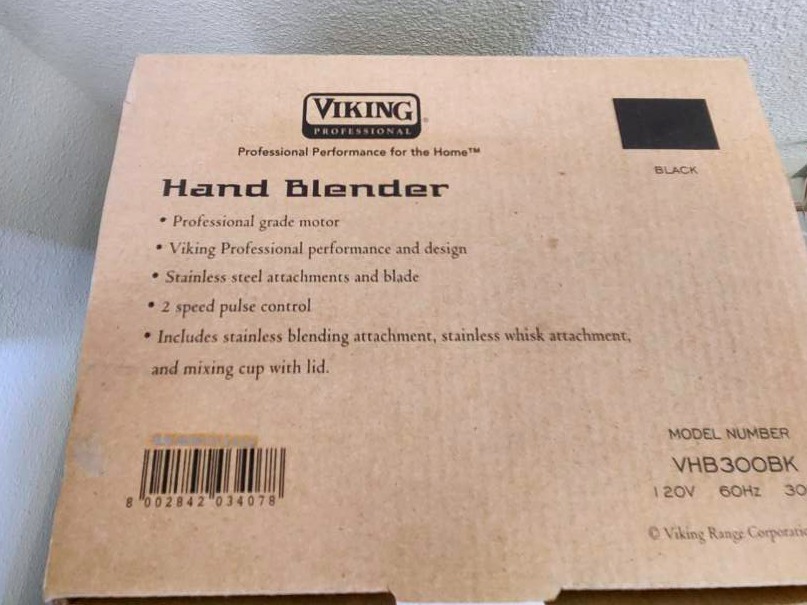 VIKING
PROFESSIONAL
®
Professional Performance for the Home™
BLACK
Hand Blender
• Professional grade motor
• Viking Professional performance and design
• Stainless steel attachments and blade
• 2 speed pulse control
• Includes stainless blending attachment, stainless whisk attachment,
and mixing cup with lid.
8 002842 034078
MODEL NUMBER
VHB300BK
120V 60Hz 30
© Viking Range